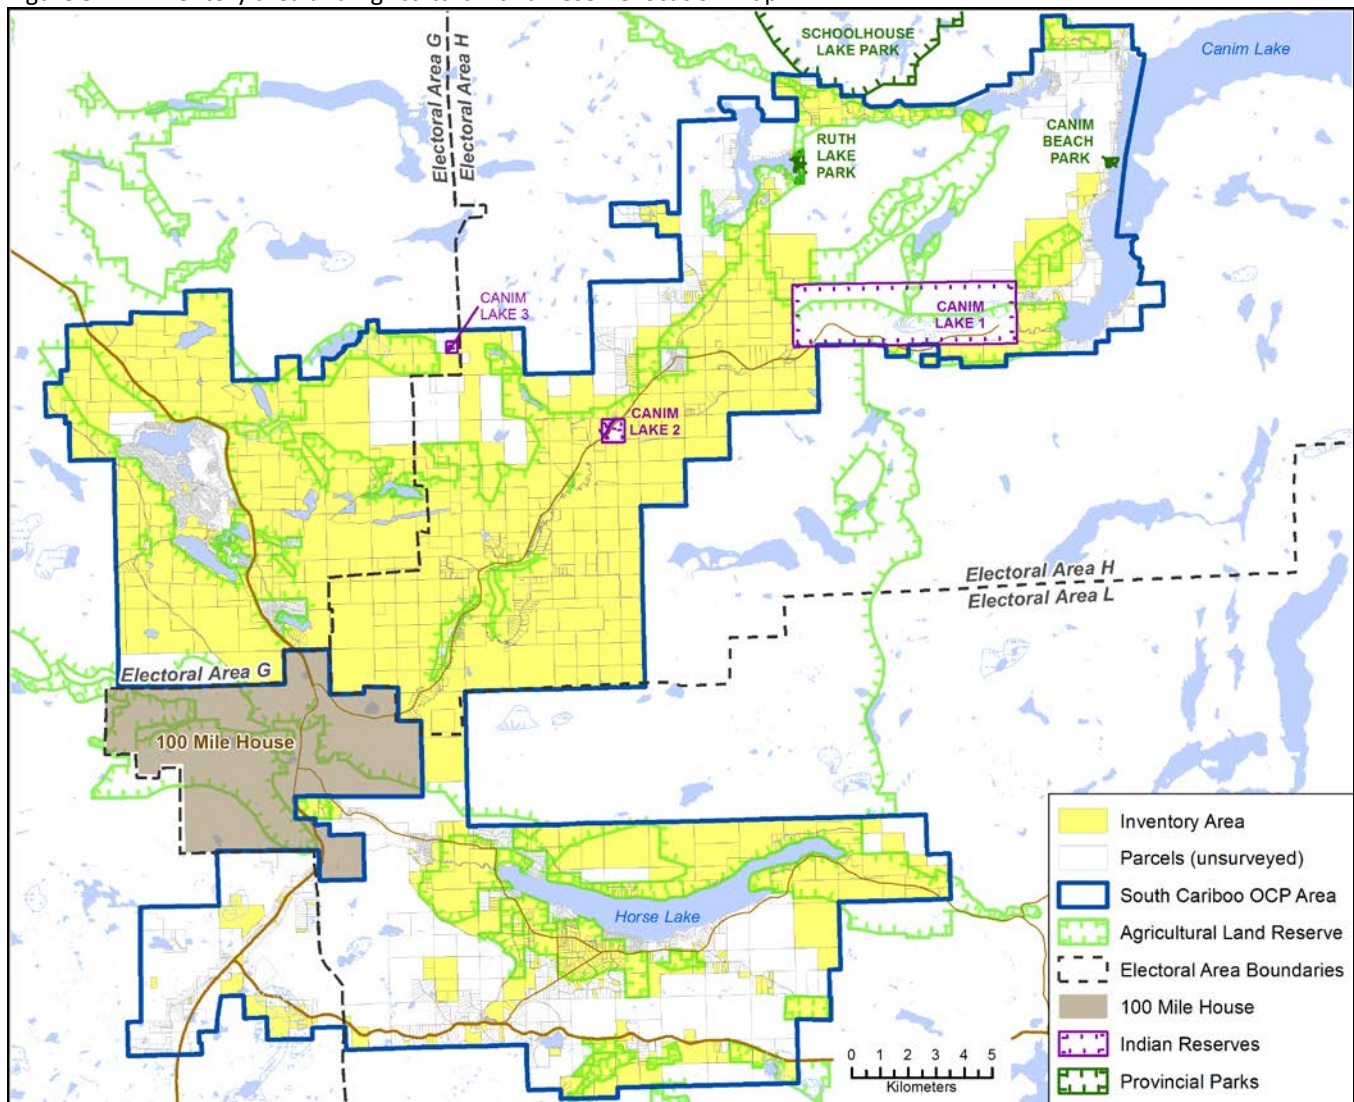 SCHOOLHOUSE
LAKE PARK
Canim Lake
Electoral Area G
Electoral Area H
RUTH
LAKE
PARK
CANIM
BEACH
PARK
CANIM
LAKE 3
CANIM
LAKE 1
CANIM
LAKE 2
Electoral Area H
Electoral Area L
Electoral Area G
100 Mile House
Horse Lake
Inventory Area
Parcels (unsurveyed)
South Cariboo OCP Area
Agricultural Land Reserve
Electoral Area Boundaries
100 Mile House
Indian Reserves
Provincial Parks
0 1 2 3 4 5
Kilometers